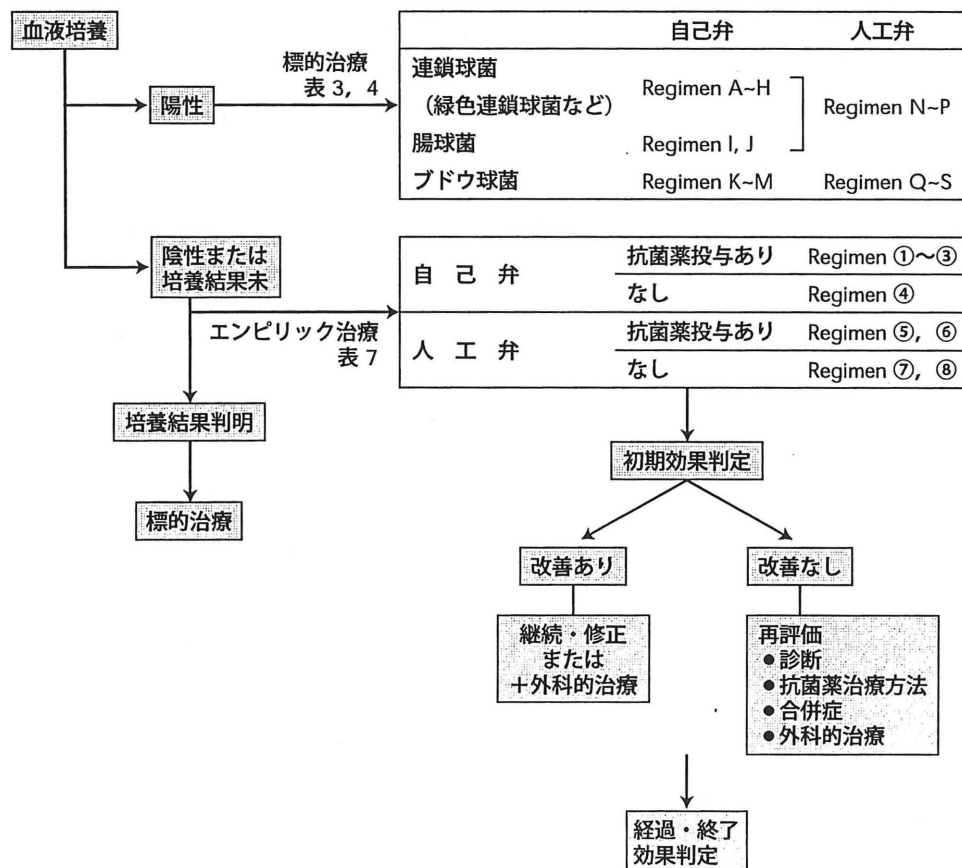 血液培養
陽性
標的治療
表 3，4
自己弁 人工弁
連鎖球菌
（緑色連鎖球菌など） Regimen A~H
Regimen N~P
腸球菌 Regimen I, J
ブドウ球菌 Regimen K~M Regimen Q~S
陰性または
培養結果未
エンピリック治療
表 7
自 己 弁 抗菌薬投与あり Regimen ①～③
なし Regimen ④
人 工 弁 抗菌薬投与あり Regimen ⑤，⑥
なし Regimen ⑦，⑧
培養結果判明
標的治療
初期効果判定
改善あり
改善なし
継続・修正
または
＋外科的治療
再評価
●診断
●抗菌薬治療方法
●合併症
●外科的治療
経過・終了
効果判定